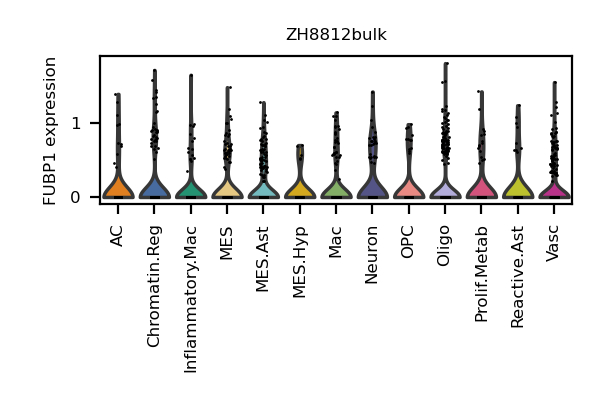 ZH8812bulk
FUBP1 expression
1
0
AC
Chromatin.Reg
Inflammatory.Mac
MES
MES.Ast
MES.Hyp
Mac
Neuron
OPC
Oligo
Prolif.Metab
Reactive.Ast
Vasc